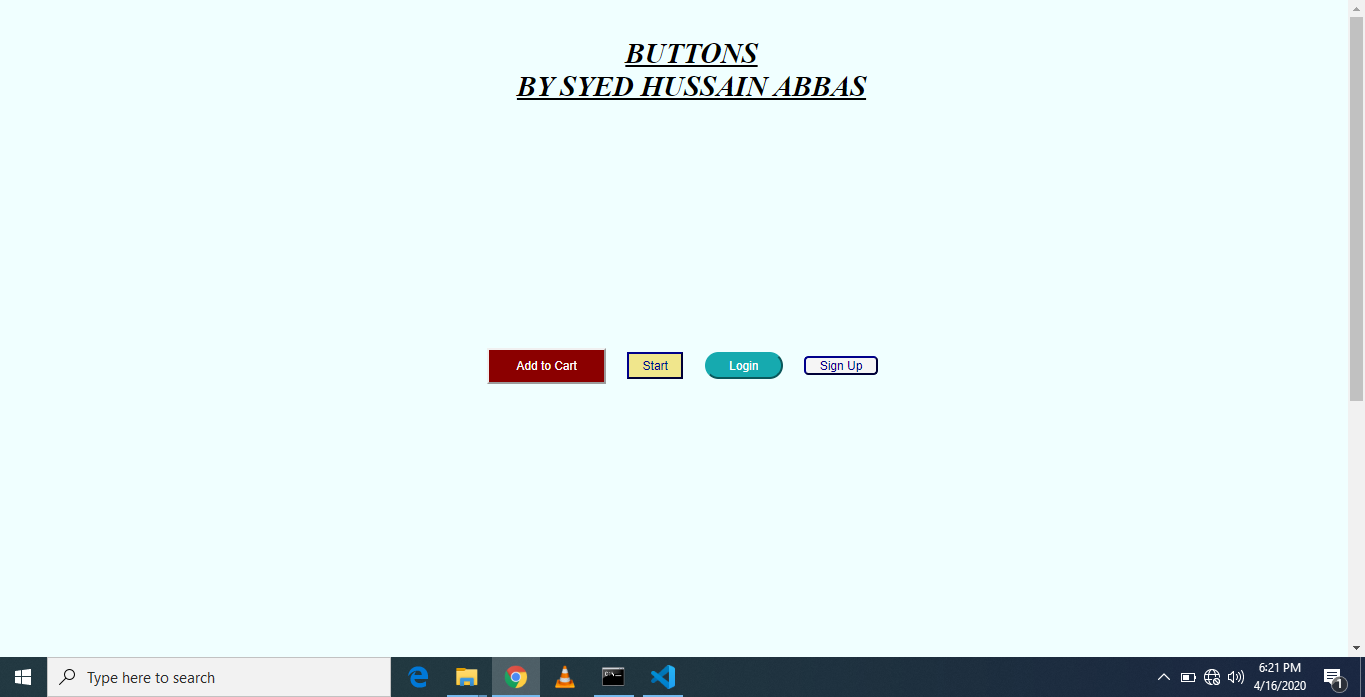 BUTTONS
BY SYED HUSSAIN ABBAS
Add to Cart
Start
Login
Sign Up
Type here to search
6:21 PM
4/16/2020
1